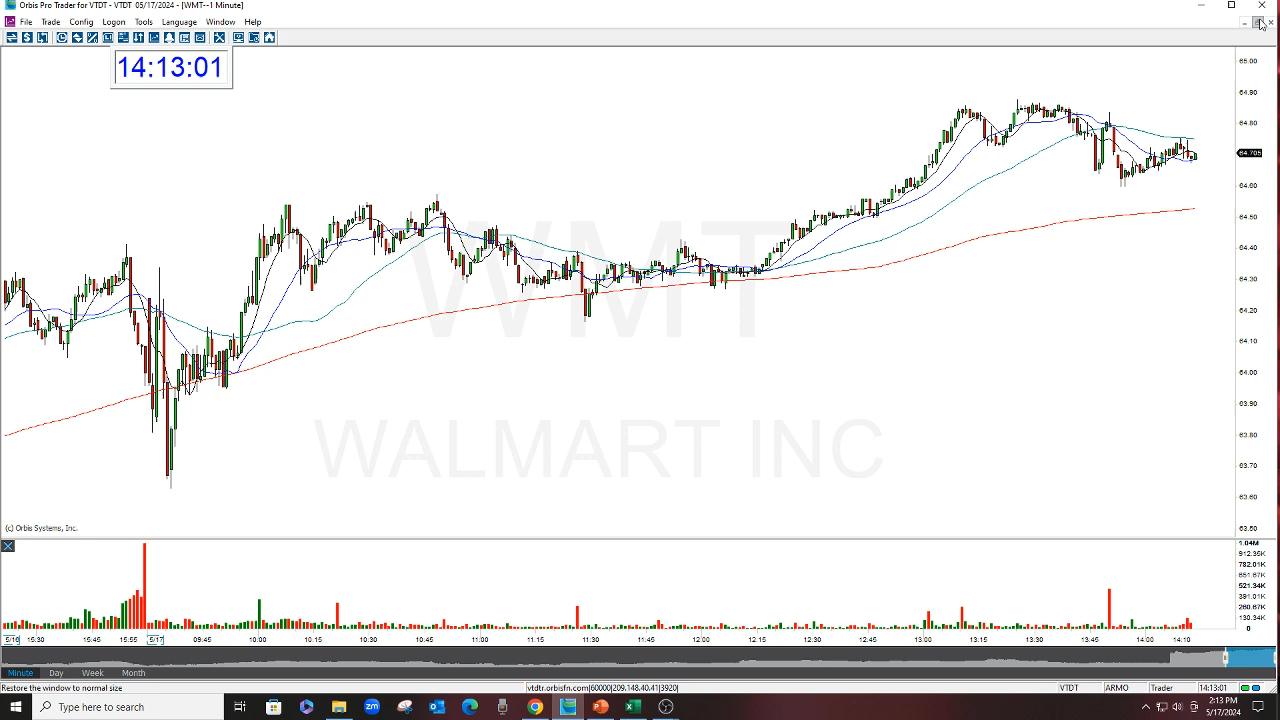 Orbis Pro Trader for VTDT - VTDT 05/17/2024 - [WMT--1 Minute]
File Trade Config Logon Tools Language Window Help
14:13:01
65.00
64.90
64.80
64.705
64.60
64.50
64.40
64.30
64.20
64.10
64.00
63.90
63.80
63.70
63.60
63.50
WMT
WALMART INC
(c) Orbis Systems, Inc.
1.04M
912.35K
782.01K
651.67K
521.34K
391.01K
260.67K
130.34K
0
5/16 15:30 15:45 15:55 5/17 09:45 10:00 10:15 10:30 10:45 11:00 11:15 11:30 11:45 12:00 12:15 12:30 12:45 13:00 13:15 13:30 13:45 14:00 14:10
Minute Day Week Month
Restore the window to normal size vtdtr.orbisfn.com|60000|209.148.40.41|3920| VTDT ARMO Trader 14:13:01
Type here to search
2:13 PM
5/17/2024